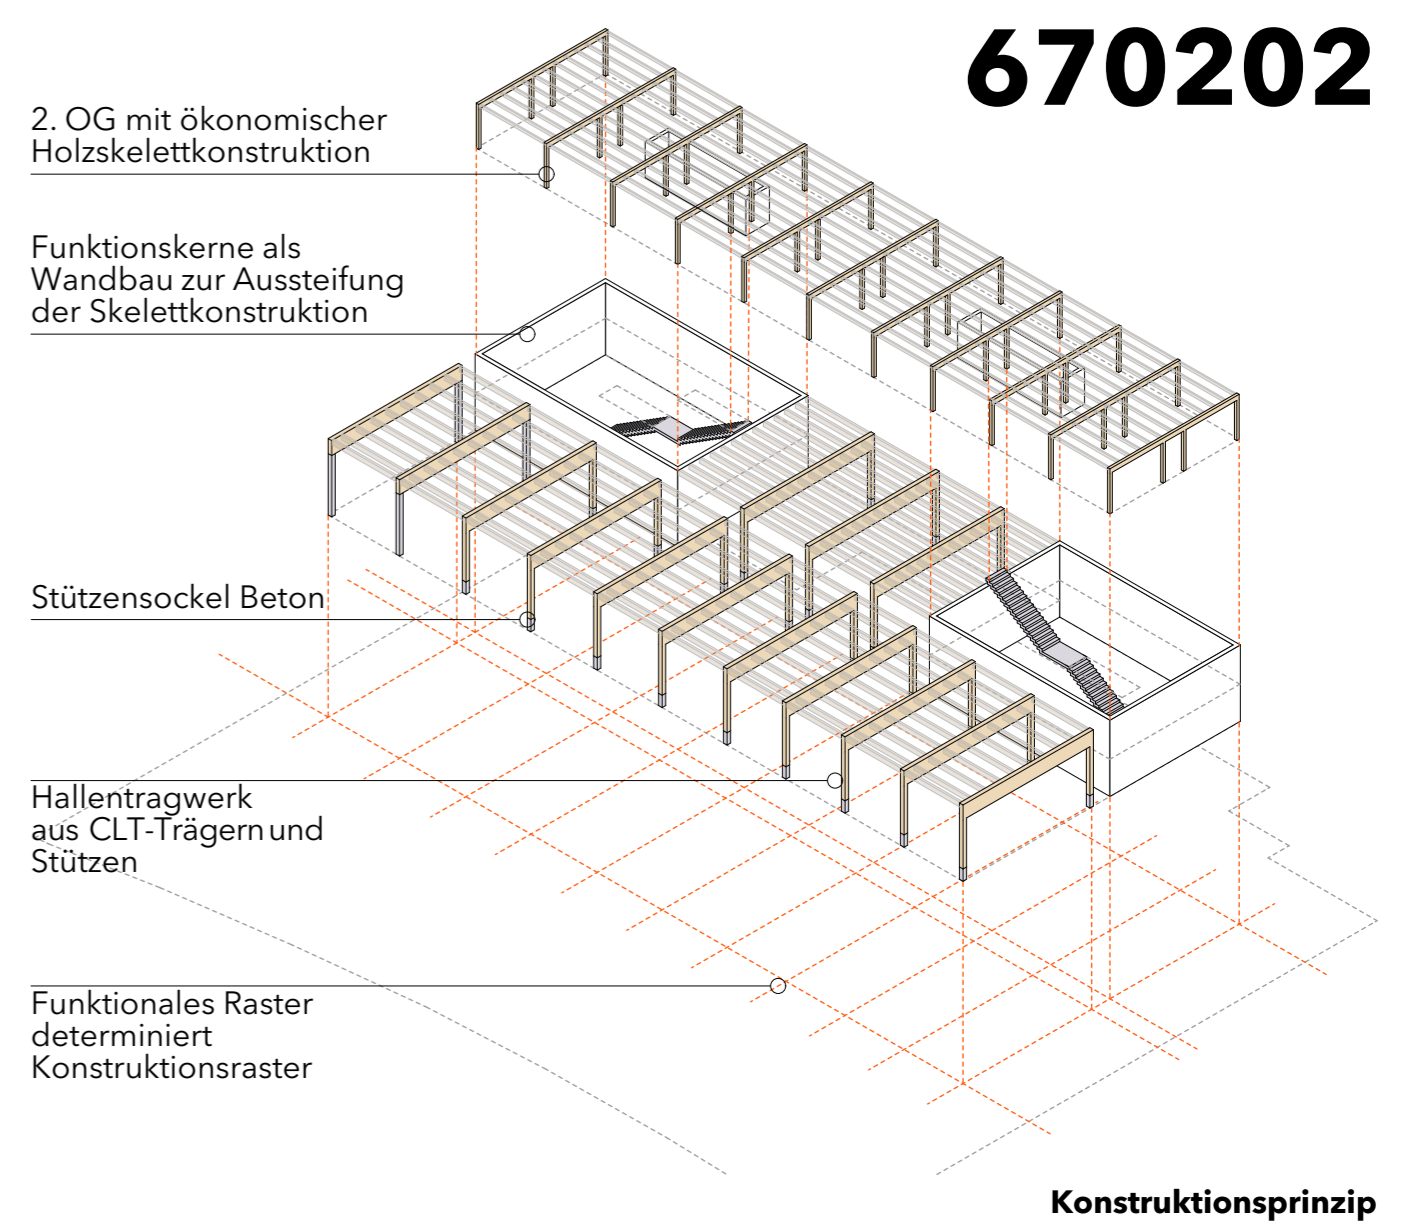 670202
2. OG mit ökonomischer
Holzskelettkonstruktion
Funktionskerne als
Wandbau zur Aussteifung
der Skelettkonstruktion
Stützensockel Beton
Hallentragwerk
aus CLT-Trägern und
Stützen
Funktionales Raster
determiniert
Konstruktionsraster
Konstruktionsprinzip